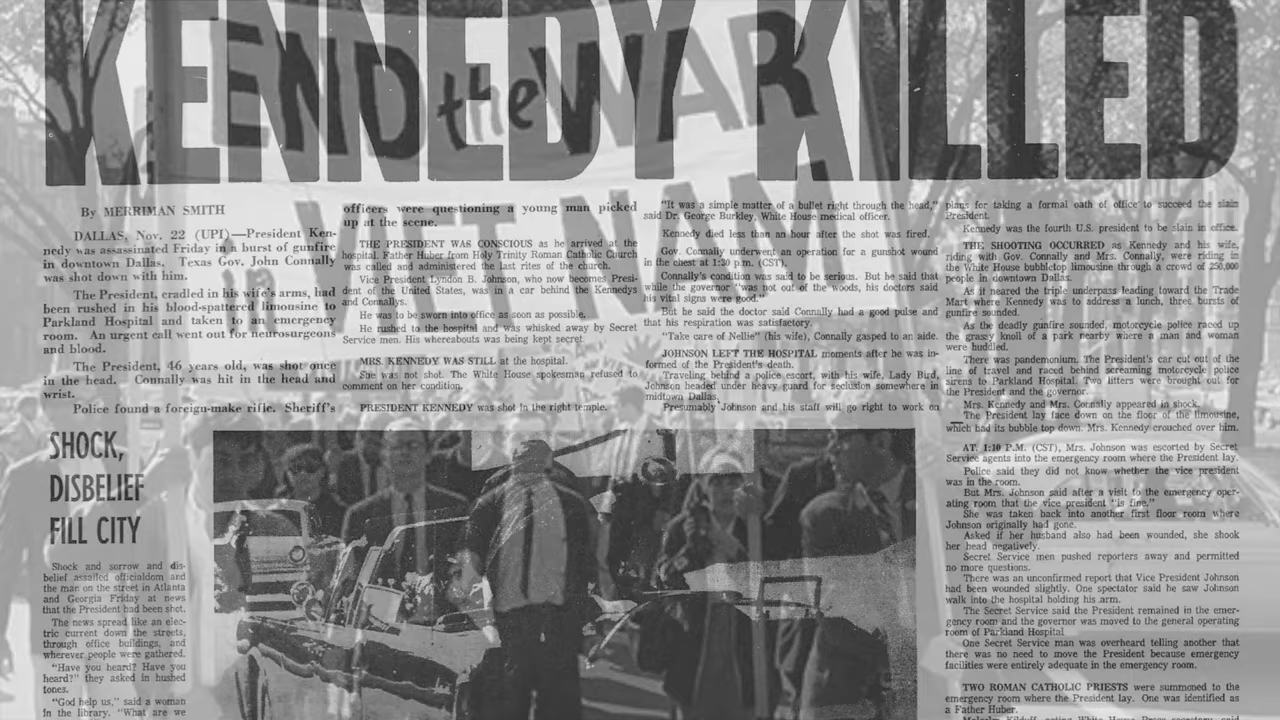 KENNEDY KILLED
END the WAR
VIETNAM
By MERRIMAN SMITH
DALLAS, Nov. 22 (UPI)—President Ken-
nedy was assassinated Friday in a burst of gunfire
in downtown Dallas. Texas Gov. John Connally
was shot down with him.
The President, cradled in his wife's arms, had
been rushed in his blood-spattered limousine to
Parkland Hospital and taken to an emergency
room. An urgent call went out for neurosurgeons
and blood.
The President, 46 years old, was shot once
in the head. Connally was hit in the head and
wrist.
Police found a foreign-make rifle. Sheriff's
officers were questioning a young man picked
up at the scene.
THE PRESIDENT WAS CONSCIOUS as he arrived at the
hospital. Father Huber from Holy Trinity Roman Catholic Church
was called and administered the last rites of the church.
Vice President Lyndon B. Johnson, who now becomes Presi-
dent of the United States, was in a car behind the Kennedys
and Connallys.
He was to be sworn into office as soon as possible.
He rushed to the hospital and was whisked away by Secret
Service men. His whereabouts was being kept secret.
MRS. KENNEDY WAS STILL at the hospital.
She was not shot. The White House spokesman refused to
comment on her condition.
PRESIDENT KENNEDY was shot in the right temple.
"It was a simple matter of a bullet right through the head,"
said Dr. George Burkley, White House medical officer.
Kennedy died less than an hour after the shot was fired.
Gov. Connally underwent an operation for a gunshot wound
in the chest at 1:30 p.m. (CST).
Connally's condition was said to be serious. But he said that
while the governor "was not out of the woods, his doctors said
his vital signs were good."
But he said the doctor said Connally had a good pulse and
that his respiration was satisfactory.
"Take care of Nellie" (his wife), Connally gasped to an aide.
JOHNSON LEFT THE HOSPITAL moments after he was in-
formed of the President's death.
Traveling behind a police escort, with his wife, Lady Bird,
Johnson headed under heavy guard for seclusion somewhere in
midtown Dallas.
Presumably Johnson and his staff will go right to work on
plans for taking a formal oath of office to succeed the slain
President.
Kennedy was the fourth U.S. president to be slain in office.
THE SHOOTING OCCURRED as Kennedy and his wife,
riding with Gov. Connally and Mrs. Connally, were riding in
the White House bubbletop limousine through a crowd of 250,000
people in downtown Dallas.
As it neared the triple underpass leading toward the Trade
Mart where Kennedy was to address a lunch, three bursts of
gunfire sounded.
As the deadly gunfire sounded, motorcycle police raced up
the grassy knoll of a park nearby where a man and woman
were huddled.
There was pandemonium. The President's car cut out of the
line of travel and raced behind screaming motorcycle police
sirens to Parkland Hospital. Two litters were brought out for
the President and the governor.
Mrs. Kennedy and Mrs. Connally appeared in shock.
The President lay face down on the floor of the limousine,
which had its bubble top down. Mrs. Kennedy crouched over him.
AT 1:10 P.M. (CST), Mrs. Johnson was escorted by Secret
Service agents into the emergency room where the President lay.
Police said they did not know whether the vice president
was in the room.
But Mrs. Johnson said after a visit to the emergency oper-
ating room that the vice president "is fine."
She was taken back into another first floor room where
Johnson originally had gone.
Asked if her husband also had been wounded, she shook
her head negatively.
Secret Service men pushed reporters away and permitted
no more questions.
There was an unconfirmed report that Vice President Johnson
had been wounded slightly. One spectator said he saw Johnson
walk into the hospital holding his arm.
The Secret Service said the President remained in the emer-
gency room and the governor was moved to the general operating
room of Parkland Hospital
One Secret Service man was overheard telling another that
there was no need to move the President because emergency
facilities were entirely adequate in the emergency room.
TWO ROMAN CATHOLIC PRIESTS were summoned to the
emergency room where the President lay. One was identified as
a Father Huber.
SHOCK,
DISBELIEF
FILL CITY
Shock and sorrow and dis-
belief assailed officialdom and
the man on the street in Atlanta
and Georgia Friday at news
that the President had been shot.
The news spread like an elec-
tric current down the streets,
through office buildings, and
wherever people were gathered.
"Have you heard? Have you
heard?" they asked in hushed
tones.
"God help us," said a woman
in the library. "What are we